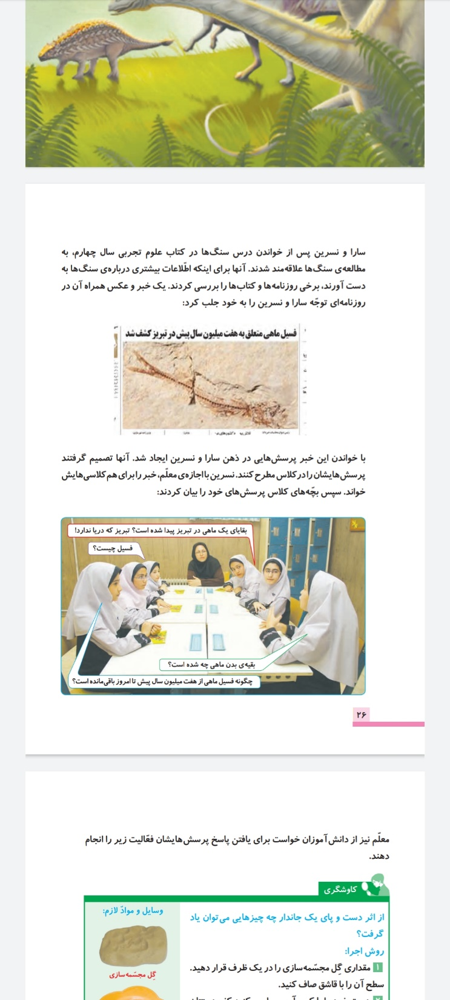 سارا و نسرین پس از خواندن درس سنگ‌ها در کتاب علوم تجربی سال چهارم، به
مطالعه‌ی سنگ‌ها علاقه‌مند شدند. آنها برای اینکه اطّلاعات بیشتری درباره‌ی سنگ‌ها به
دست آورند، برخی روزنامه‌ها و کتاب‌ها را بررسی کردند. یک خبر و عکس همراه آن در
روزنامه‌ای توجّه سارا و نسرین را به خود جلب کرد:
فسیل ماهی متعلق به هفت میلیون سال پیش در تبریز کشف شد
با خواندن این خبر پرسش‌هایی در ذهن سارا و نسرین ایجاد شد. آنها تصمیم گرفتند
پرسش‌هایشان را در کلاس مطرح کنند. نسرین با اجازه‌ی معلّم، خبر را برای هم‌کلاسی‌هایش
خواند. سپس بچّه‌های کلاس پرسش‌های خود را بیان کردند:
بقایای یک ماهی در تبریز پیدا شده است؟ تبریز که دریا ندارد!
فسیل چیست؟
بقیه‌ی بدن ماهی چه شده است؟
چگونه فسیل ماهی از هفت میلیون سال پیش تا امروز باقی‌مانده است؟
۲۶
معلّم نیز از دانش‌آموزان خواست برای یافتن پاسخ پرسش‌هایشان فعّالیت زیر را انجام
دهند.
کاوشگری
از اثر دست و پای یک جاندار چه چیزهایی می‌توان یاد
گرفت؟
روش اجرا:
۱ مقداری گِل مجسّمه‌سازی را در یک ظرف قرار دهید.
سطح آن را با قاشق صاف کنید.
وسایل و موادّ لازم:
گِل مجسّمه‌سازی